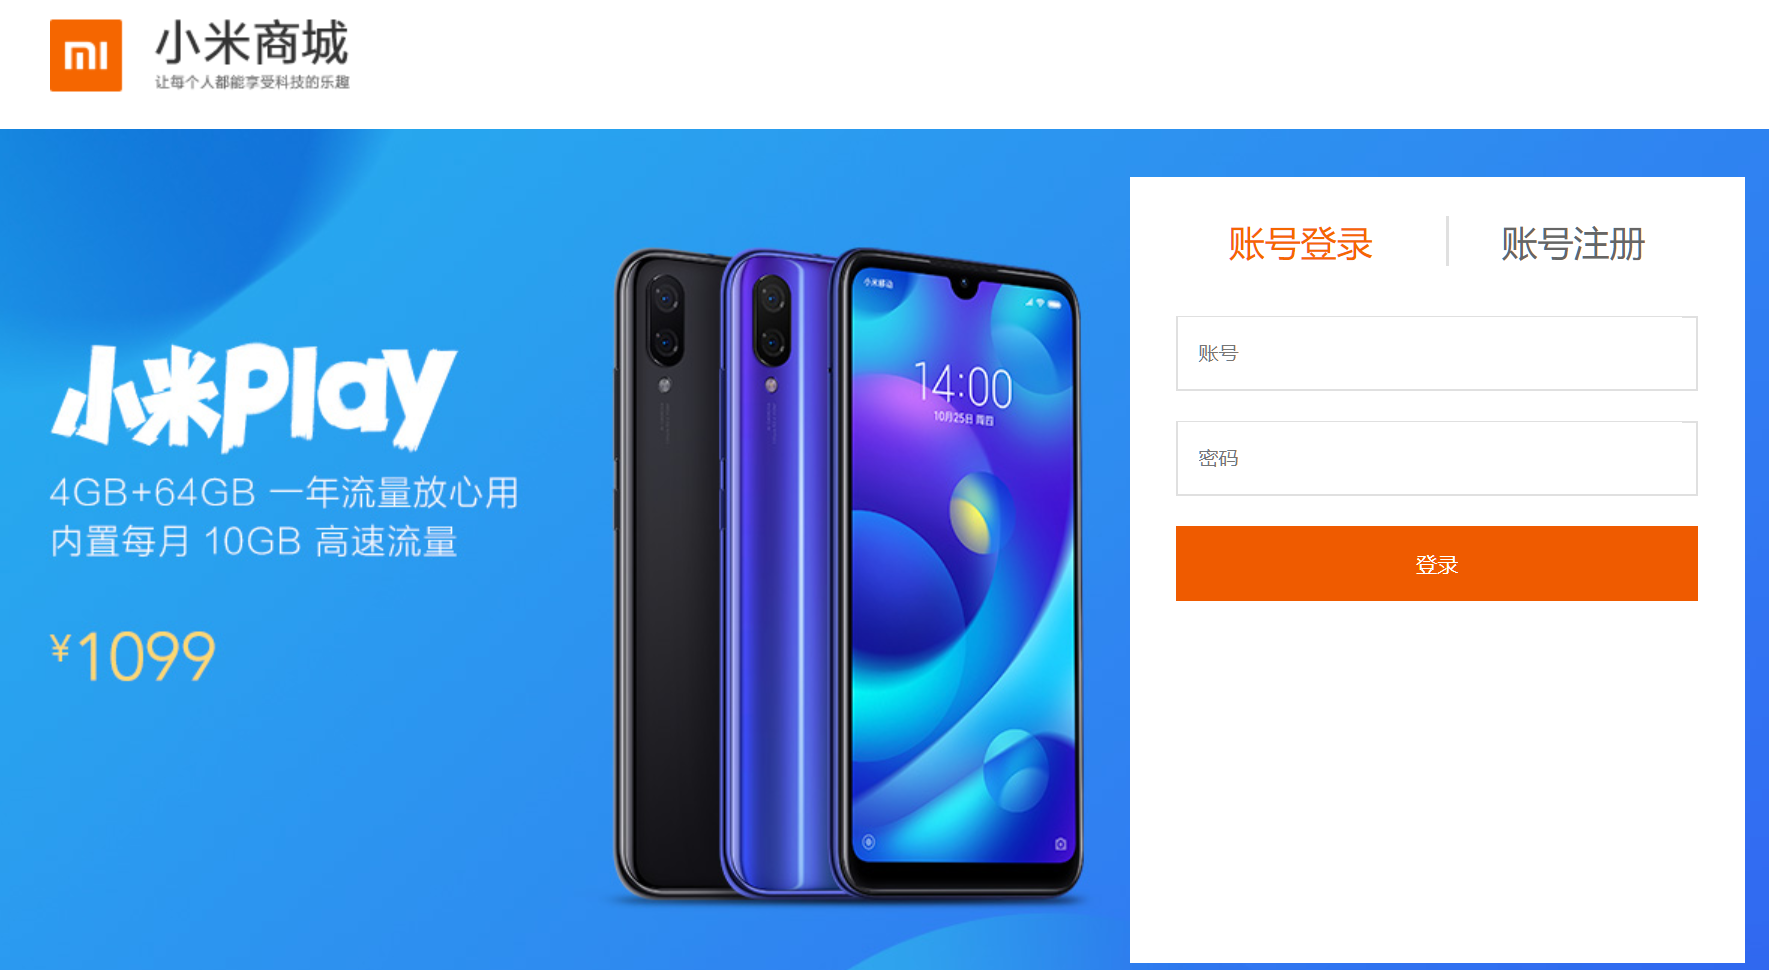 mi
小米商城
让每个人都能享受科技的乐趣
小米Play
4GB+64GB 一年流量放心用
内置每月 10GB 高速流量
¥1099
小米移动
14:00
10月25日 周四
账号登录
账号注册
账号
密码
登录